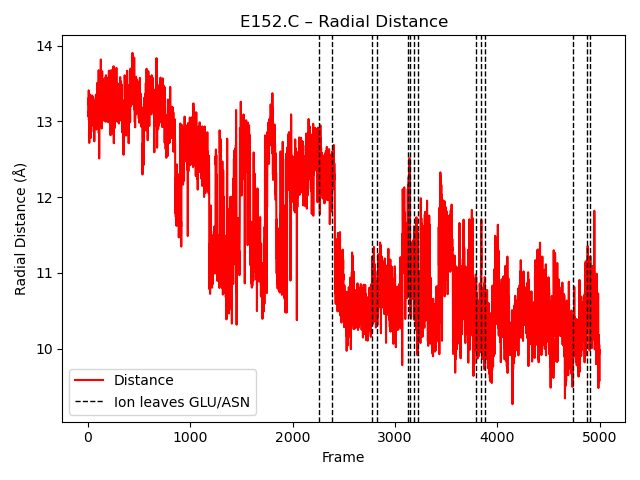 E152.C – Radial Distance
14
13
12
11
10
Radial Distance (Å)
Distance
Ion leaves GLU/ASN
0
1000
2000
3000
4000
5000
Frame